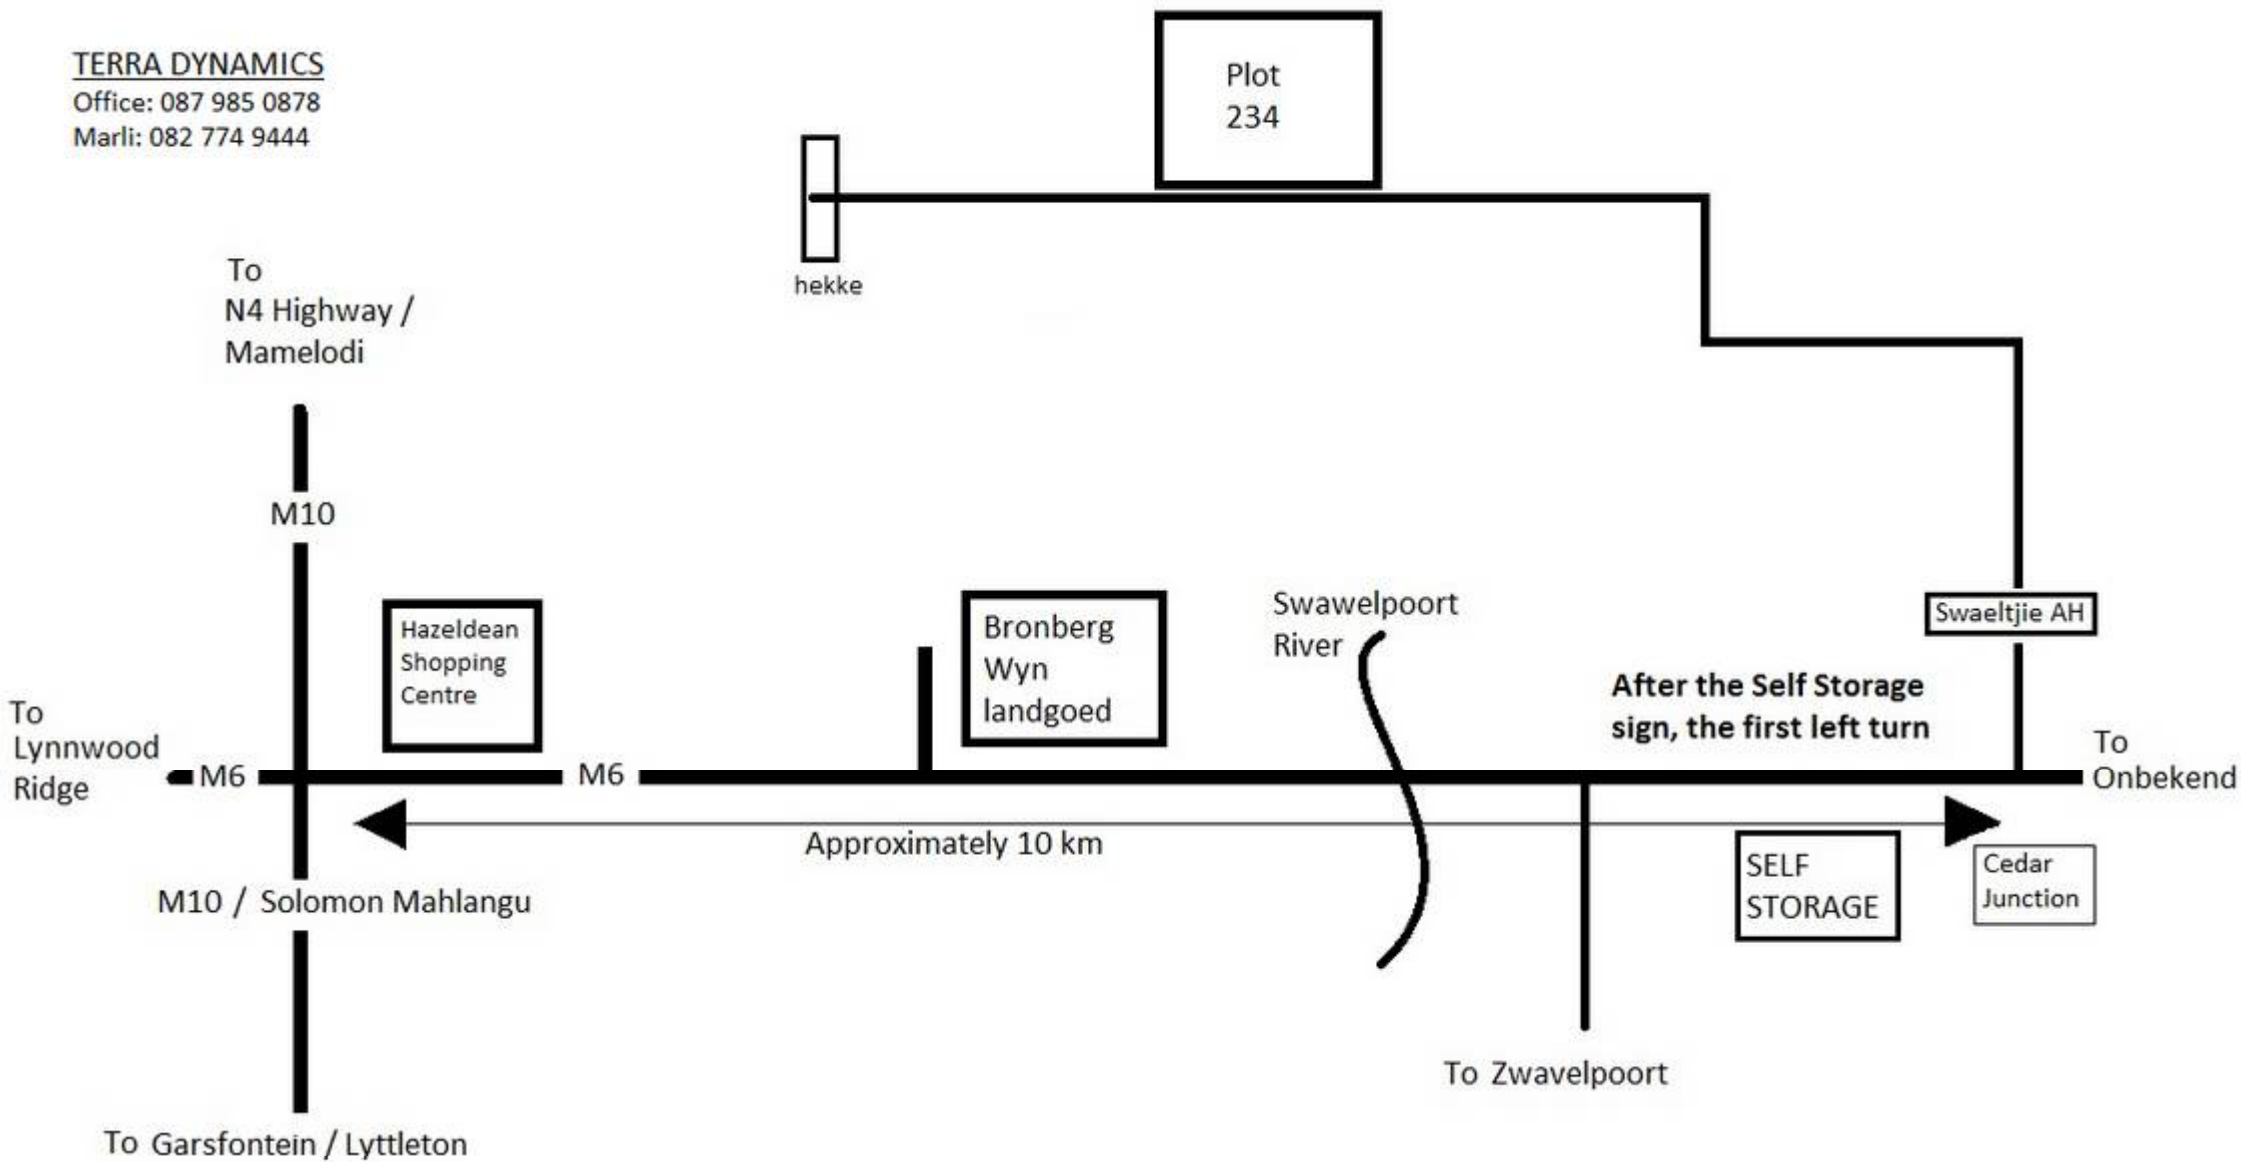 TERRA DYNAMICS
Office: 087 985 0878
Marli: 082 774 9444
Plot
234
hekke
To
N4 Highway /
Mamelodi
M10
Hazeldean
Shopping
Centre
Bronberg
Wyn
landgoed
Swawelpoort
River
Swaeltjie AH
After the Self Storage
sign, the first left turn
To
Lynnwood
Ridge
M6
M6
To
Onbekend
Approximately 10 km
SELF
STORAGE
Cedar
Junction
M10 / Solomon Mahlangu
To Zwavelpoort
To Garsfontein / Lyttleton